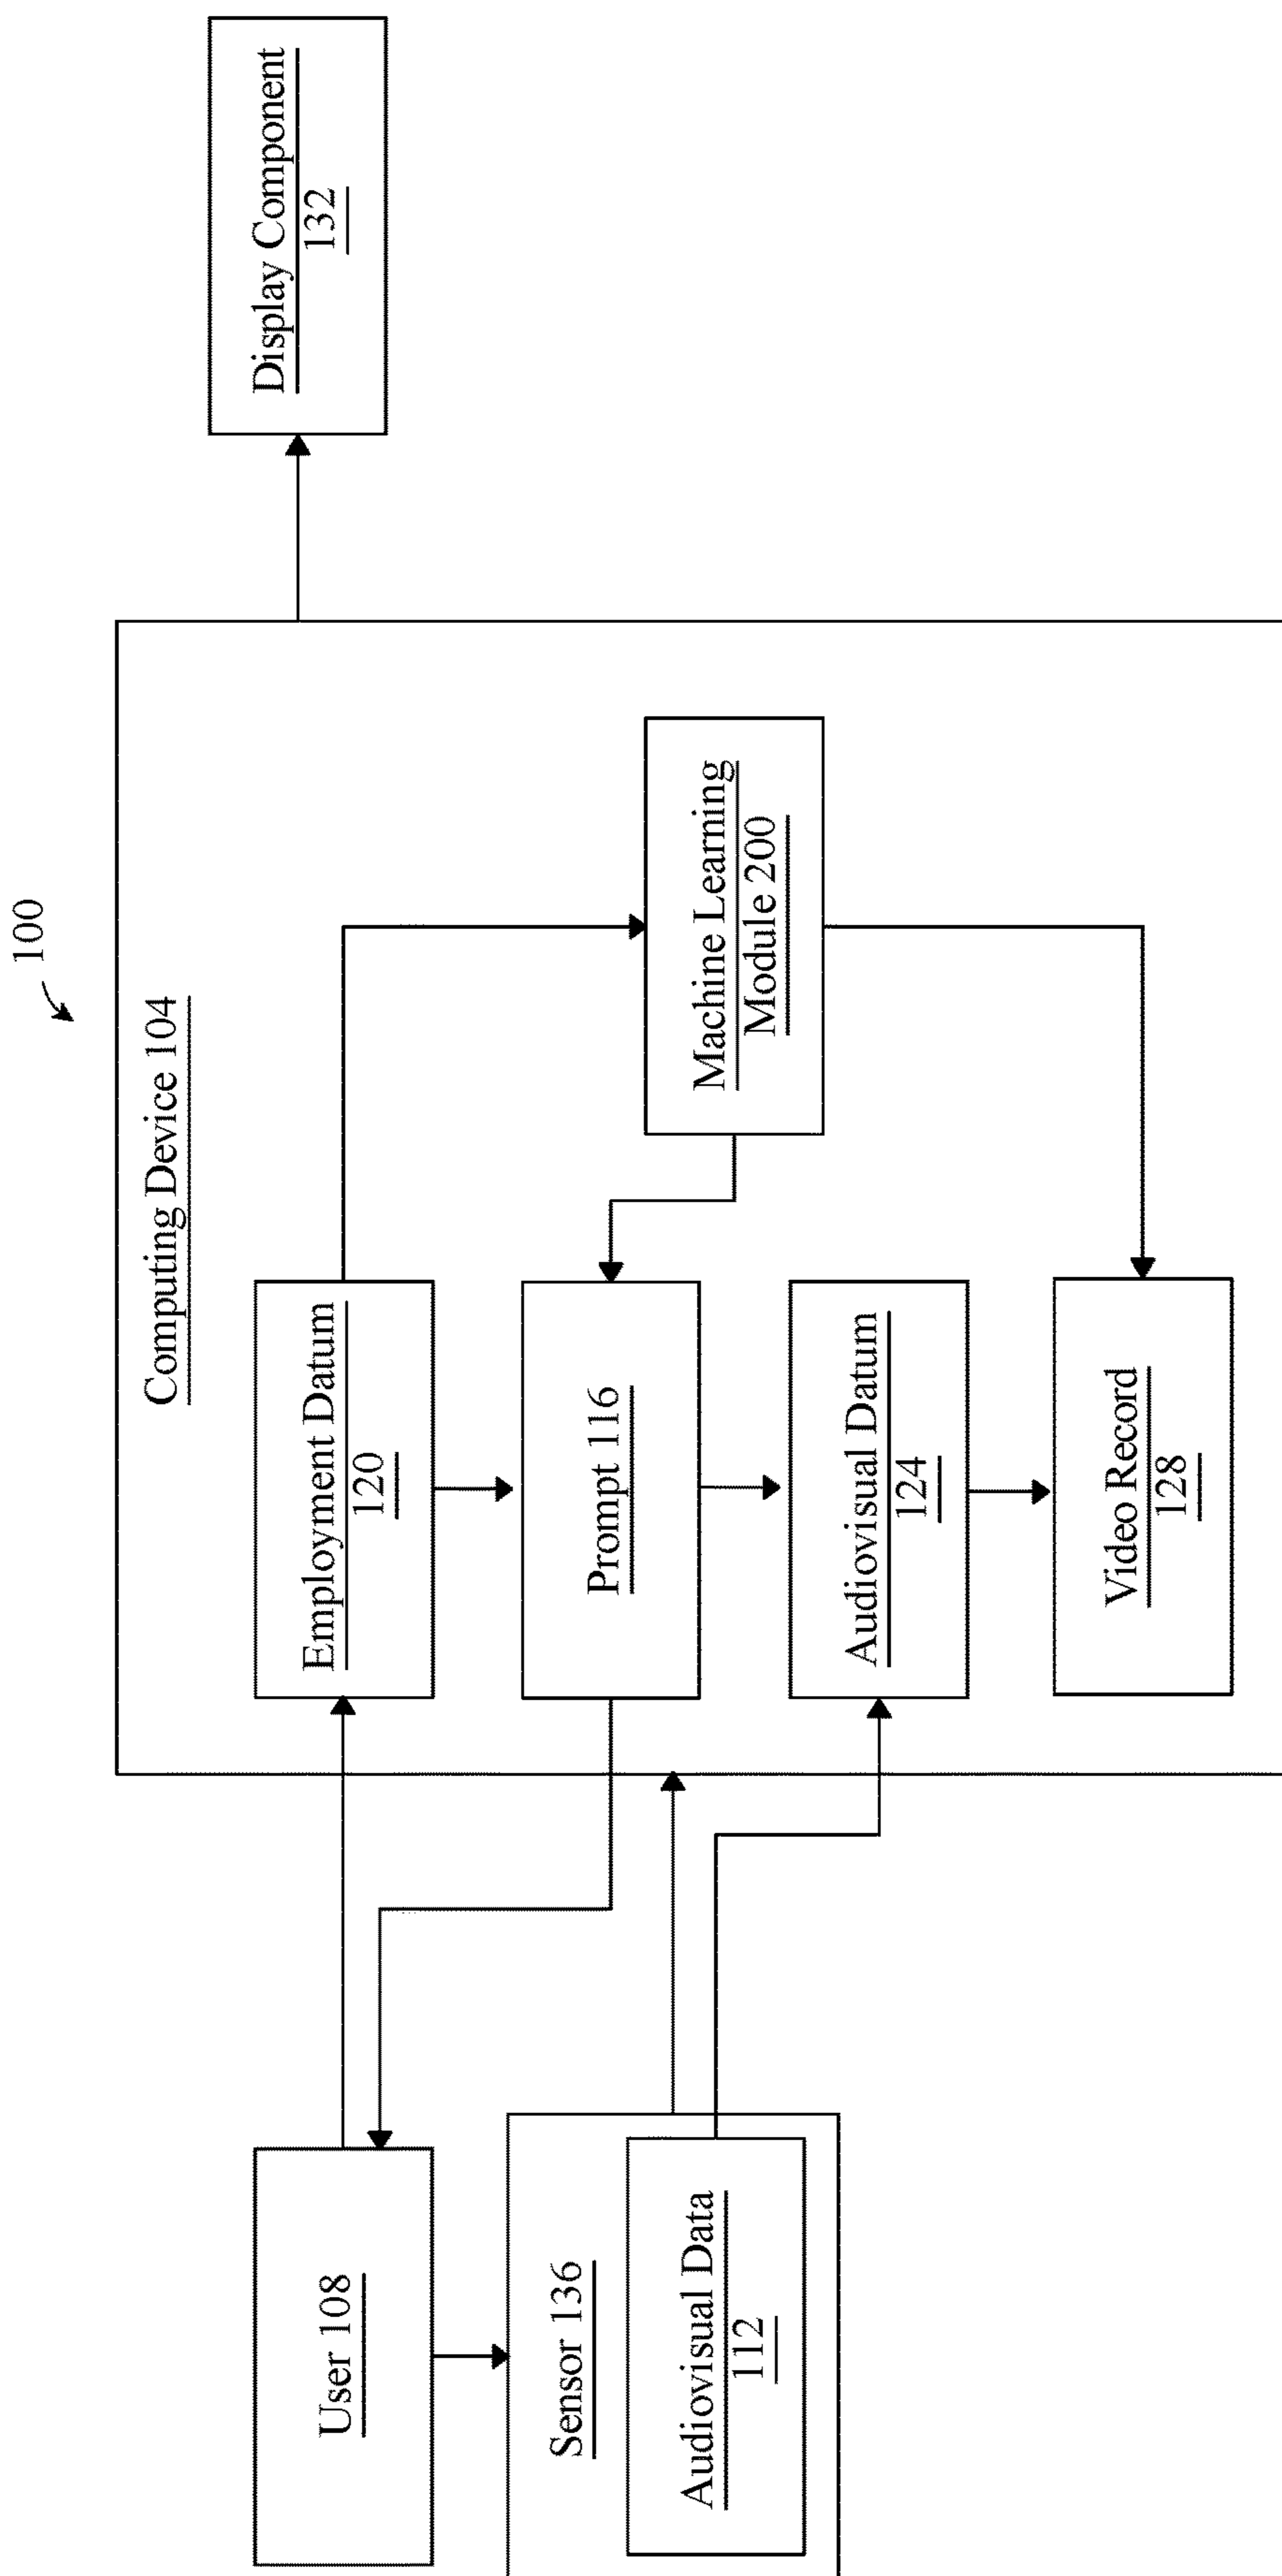 100
Computing Device 104
User 108
Employment Datum
120
Display Component
132
Sensor 136
Audiovisual Data
112
Prompt 116
Machine Learning
Module 200
Audiovisual Datum
124
Video Record
128